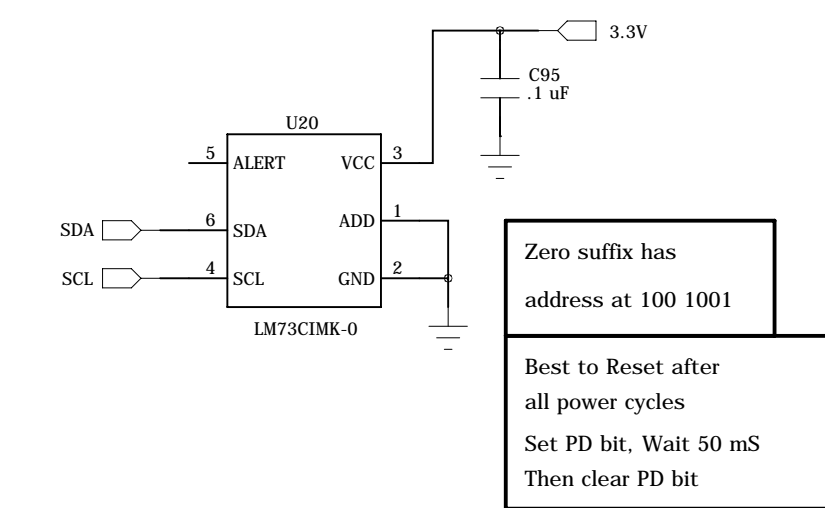 3.3V
C95
.1 uF
U20
5 ALERT VCC 3
SDA 6 SDA ADD 1
SCL 4 SCL GND 2
LM73CIMK-0
Zero suffix has
address at 100 1001
Best to Reset after
all power cycles
Set PD bit, Wait 50 mS
Then clear PD bit